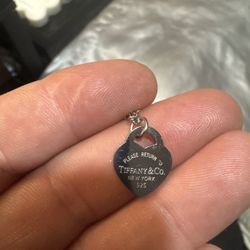 PLEASE RETURN TO
TIFFANY & CO.
NEW YORK
925